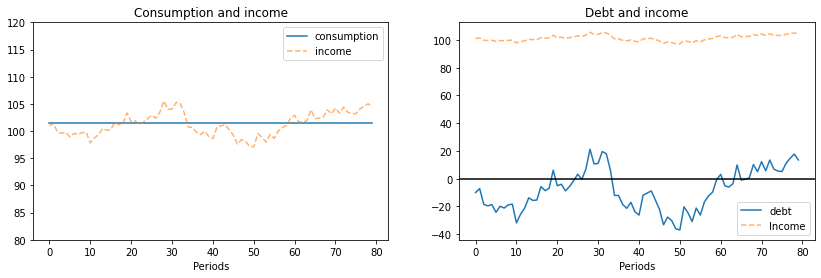 Consumption and income
120
115
110
105
100
95
90
85
80
0 10 20 30 40 50 60 70 80
Periods
consumption
income
Debt and income
100
80
60
40
20
0
−20
−40
0 10 20 30 40 50 60 70 80
Periods
debt
Income